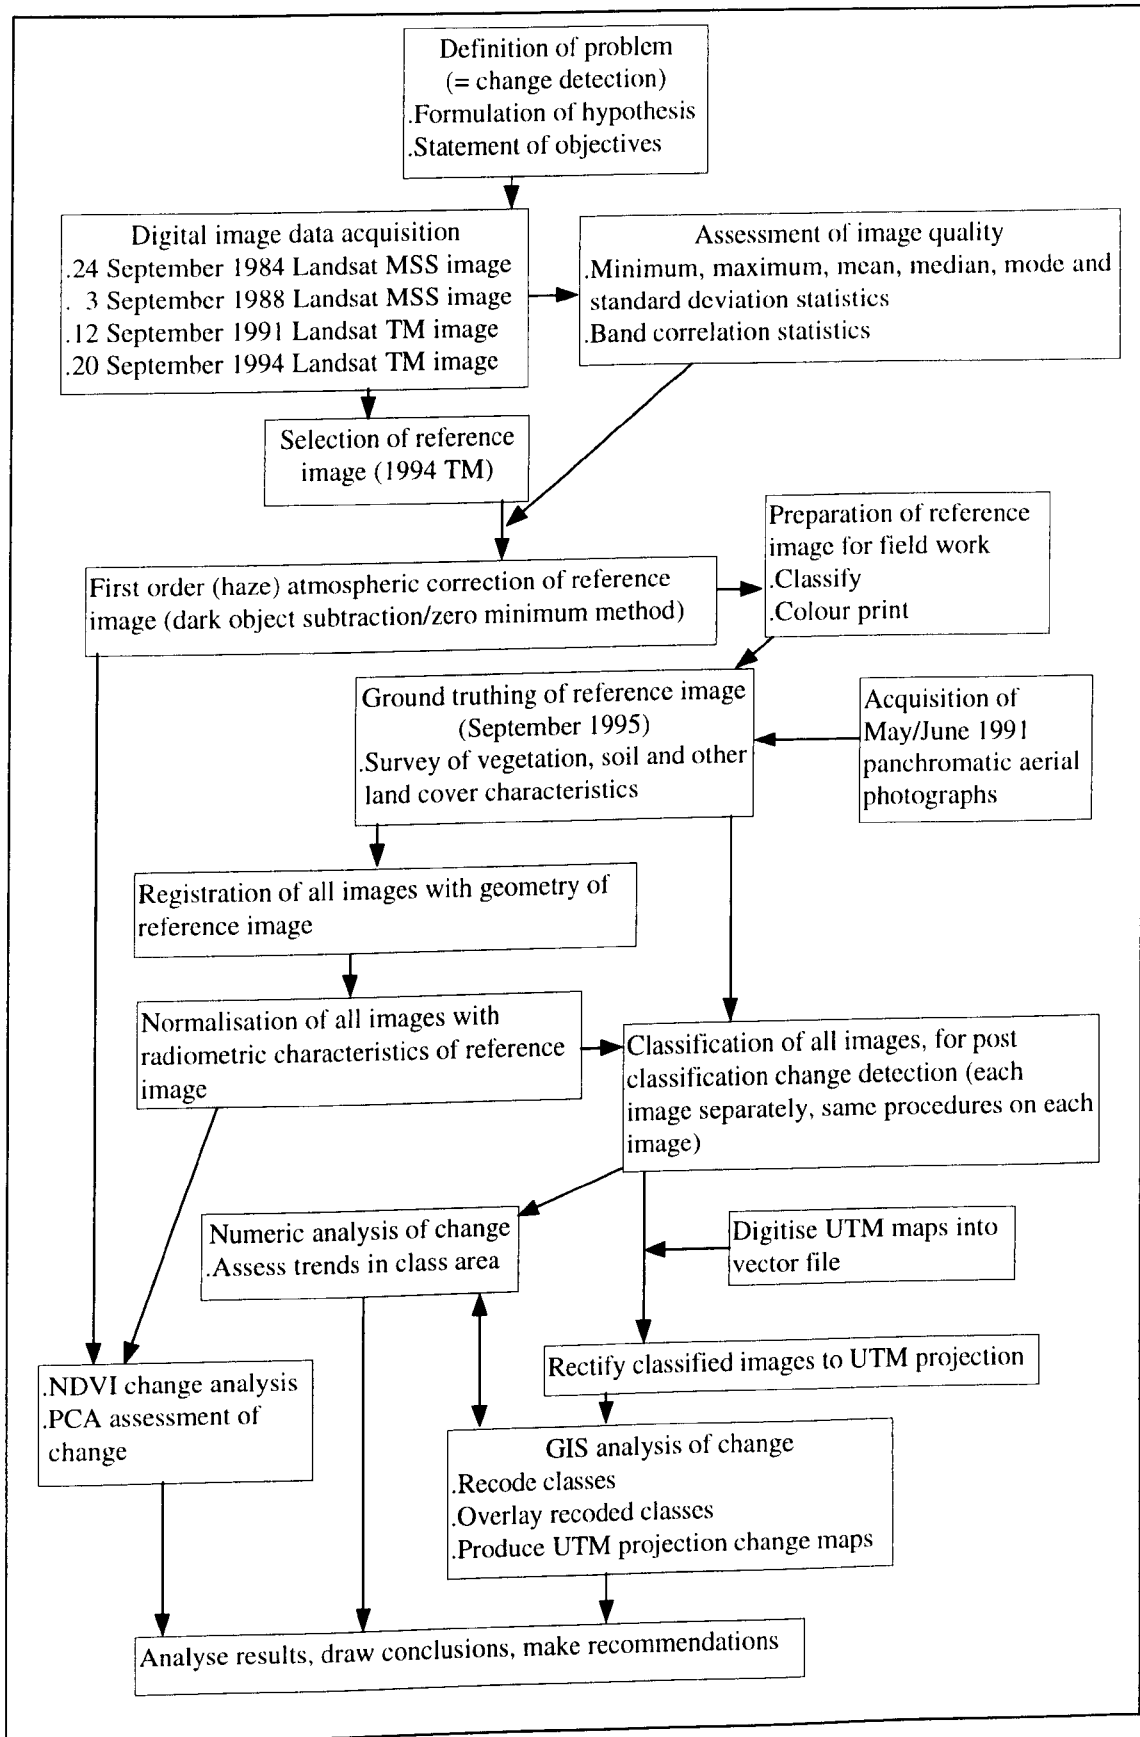 Definition of problem
(= change detection)
.Formulation of hypothesis
.Statement of objectives
Digital image data acquisition
.24 September 1984 Landsat MSS image
. 3 September 1988 Landsat MSS image
.12 September 1991 Landsat TM image
.20 September 1994 Landsat TM image
Assessment of image quality
.Minimum, maximum, mean, median, mode and
standard deviation statistics
.Band correlation statistics
Selection of reference
image (1994 TM)
Preparation of reference
image for field work
.Classify
.Colour print
First order (haze) atmospheric correction of reference
image (dark object subtraction/zero minimum method)
Ground truthing of reference image
(September 1995)
.Survey of vegetation, soil and other
land cover characteristics
Acquisition of
May/June 1991
panchromatic aerial
photographs
Registration of all images with geometry of
reference image
Normalisation of all images with
radiometric characteristics of reference
image
Classification of all images, for post
classification change detection (each
image separately, same procedures on each
image)
Numeric analysis of change
.Assess trends in class area
Digitise UTM maps into
vector file
Rectify classified images to UTM projection
.NDVI change analysis
.PCA assessment of
change
GIS analysis of change
.Recode classes
.Overlay recoded classes
.Produce UTM projection change maps
Analyse results, draw conclusions, make recommendations